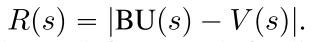 R(s) = |BU(s) − V(s)|.